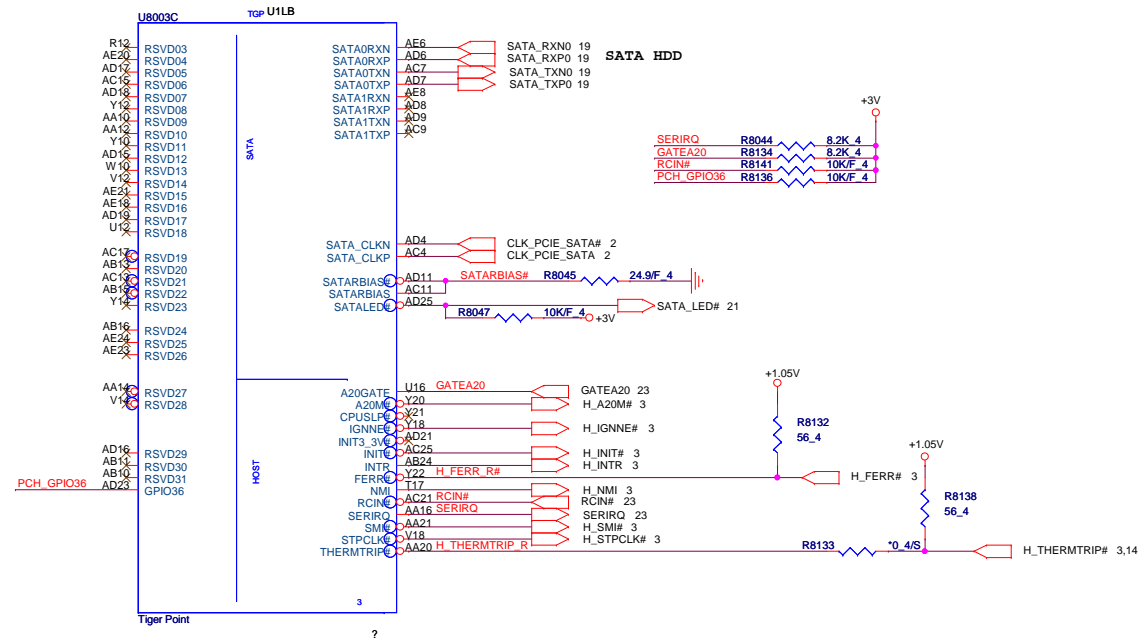 U8003C TGP U1LB
R12 RSVD03
AE20 RSVD04
AD17 RSVD05
AC15 RSVD06
AD18 RSVD07
Y12 RSVD08
AA10 RSVD09
AA12 RSVD10
Y10 RSVD11
AD15 RSVD12
W10 RSVD13
V12 RSVD14
AE21 RSVD15
AE18 RSVD16
AD19 RSVD17
U12 RSVD18
AC17 RSVD19
AB13 RSVD20
AC13 RSVD21
AB15 RSVD22
Y14 RSVD23
AB16 RSVD24
AE24 RSVD25
AE23 RSVD26
AA14 RSVD27
V14 RSVD28
AD16 RSVD29
AB11 RSVD30
AB10 RSVD31
PCH_GPIO36 AD23 GPIO36
SATA
HOST
SATA0RXN AE6 SATA_RXN0 19
SATA0RXP AD6 SATA_RXP0 19
SATA0TXN AC7 SATA_TXN0 19
SATA0TXP AD7 SATA_TXP0 19
SATA HDD
SATA1RXN AE8
SATA1RXP AD8
SATA1TXN AD9
SATA1TXP AC9
+3V
SERIRQ R8044 8.2K_4
GATEA20 R8134 8.2K_4
RCIN# R8141 10K/F_4
PCH_GPIO36 R8136 10K/F_4
SATA_CLKN AD4 CLK_PCIE_SATA# 2
SATA_CLKP AC4 CLK_PCIE_SATA 2
SATARBIAS# AD11 SATARBIAS# R8045 24.9/F_4
SATARBIAS AC11
SATALED# AD25 SATA_LED# 21
R8047 10K/F_4 +3V
A20GATE U16 GATEA20 GATEA20 23
A20M# Y20 H_A20M# 3
CPUSLP# Y21
IGNNE# Y18 H_IGNNE# 3
INIT3_3V# AD21
INIT# AC25 H_INIT# 3
INTR AB24 H_INTR 3
FERR# Y22 H_FERR_R# H_FERR# 3
NMI T17 H_NMI 3
RCIN# AC21 RCIN# RCIN# 23
SERIRQ AA16 SERIRQ SERIRQ 23
SMI# AA21 H_SMI# 3
STPCLK# V18 H_STPCLK# 3
THERMTRIP# AA20 H_THERMTRIP_R R8133 *0_4/S H_THERMTRIP# 3,14
+1.05V
R8132
56_4
+1.05V
R8138
56_4
3
Tiger Point
?